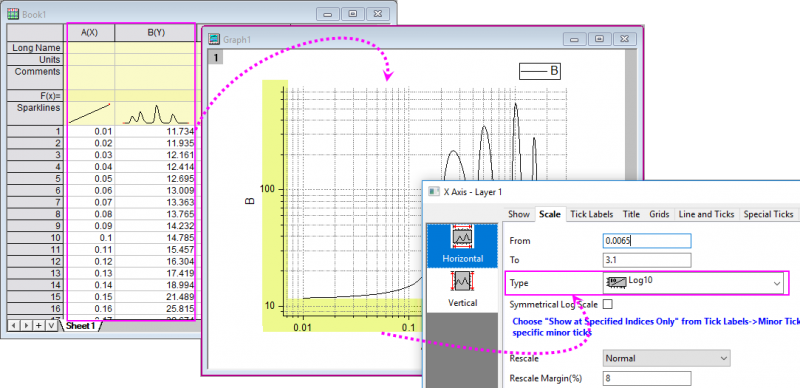 Book1
A(X) B(Y)
Long Name
Units
Comments
F(x)=
Sparklines
1 0.01 11.734
2 0.02 11.935
3 0.03 12.161
4 0.04 12.414
5 0.05 12.695
6 0.06 13.009
7 0.07 13.363
8 0.08 13.765
9 0.09 14.232
10 0.1 14.785
11 0.11 15.457
12 0.12 16.304
13 0.13 17.419
14 0.14 18.994
15 0.15 21.489
16 0.16 25.815
Sheet1
Graph1
1
B
100
B
10
0.01 0.1
X Axis - Layer 1
Horizontal
Vertical
Show Scale Tick Labels Title Grids Line and Ticks Special Ticks
From 0.0065
To 3.1
Type Log10
Symmetrical Log Scale
Choose "Show at Specified Indices Only" from Tick Labels->Minor Tick
specific minor ticks
Rescale Normal
Rescale Margin(%) 8